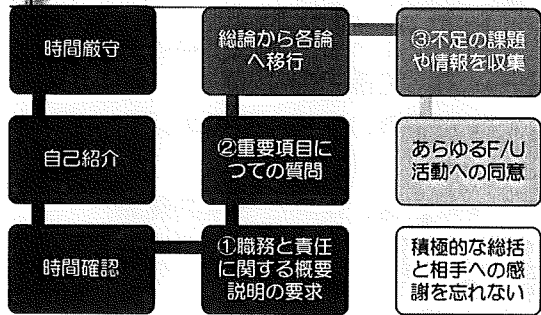 時間厳守
自己紹介
時間確認
①職務と責任
に関する概要
説明の要求
②重要項目に
つての質問
総論から各論
へ移行
③不足の課題
や情報を収集
あらゆるF/U
活動への同意
積極的な総括
と相手への感
謝を忘れない